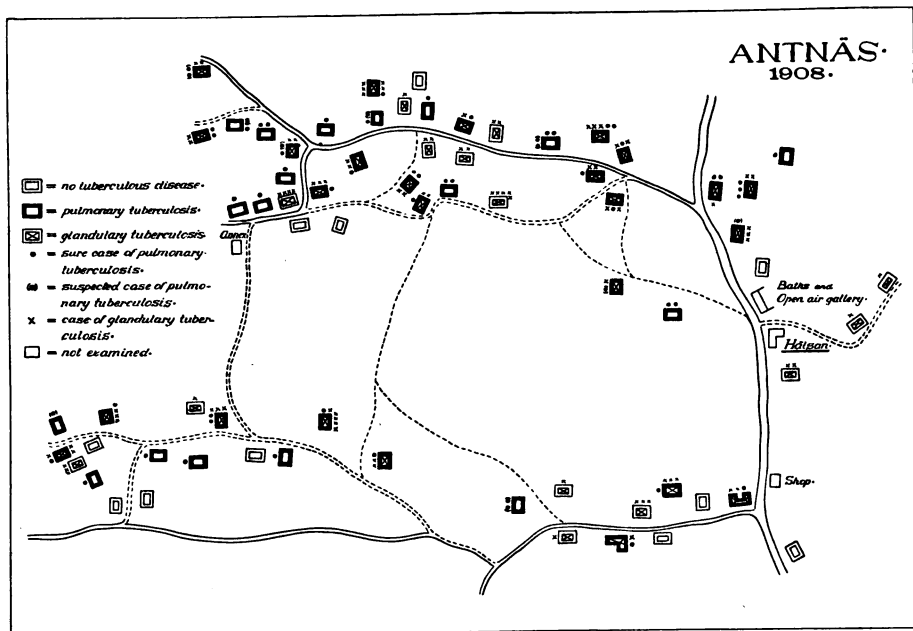 ANTNÄS.
1908.
= no tuberculous disease.
= pulmonary tuberculosis.
= glandulary tuberculosis.
= sure case of pulmonary-
tuberculosis.
= suspected case of pulmo-
nary tuberculosis.
x = case of glandulary tuber-
culosis.
= not examined.
Baths and
Open air gallery.
Hälsan.
Shop.